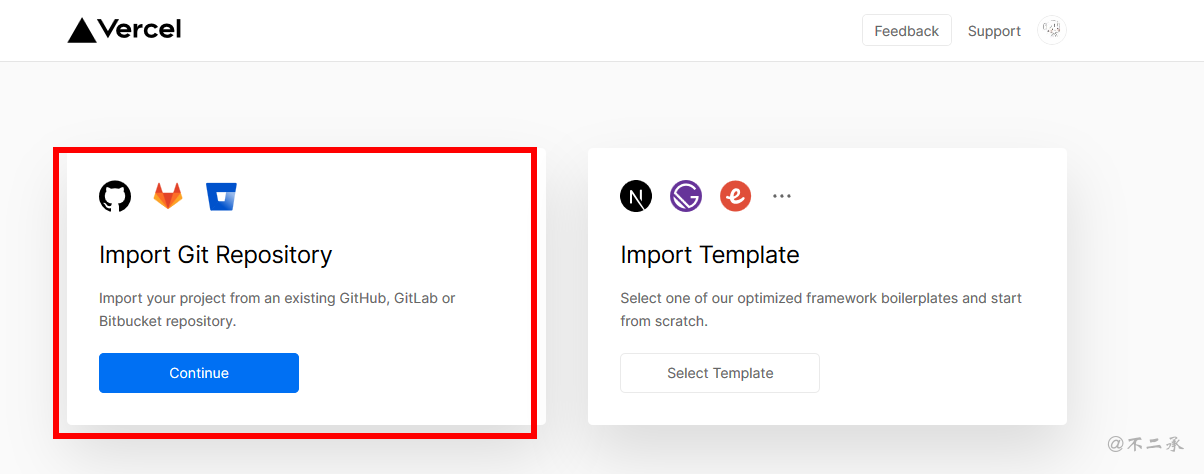 Vercel
Feedback
Support
Import Git Repository
Import your project from an existing GitHub, GitLab or
Bitbucket repository.
Continue
Import Template
Select one of our optimized framework boilerplates and start
from scratch.
Select Template
@不二承